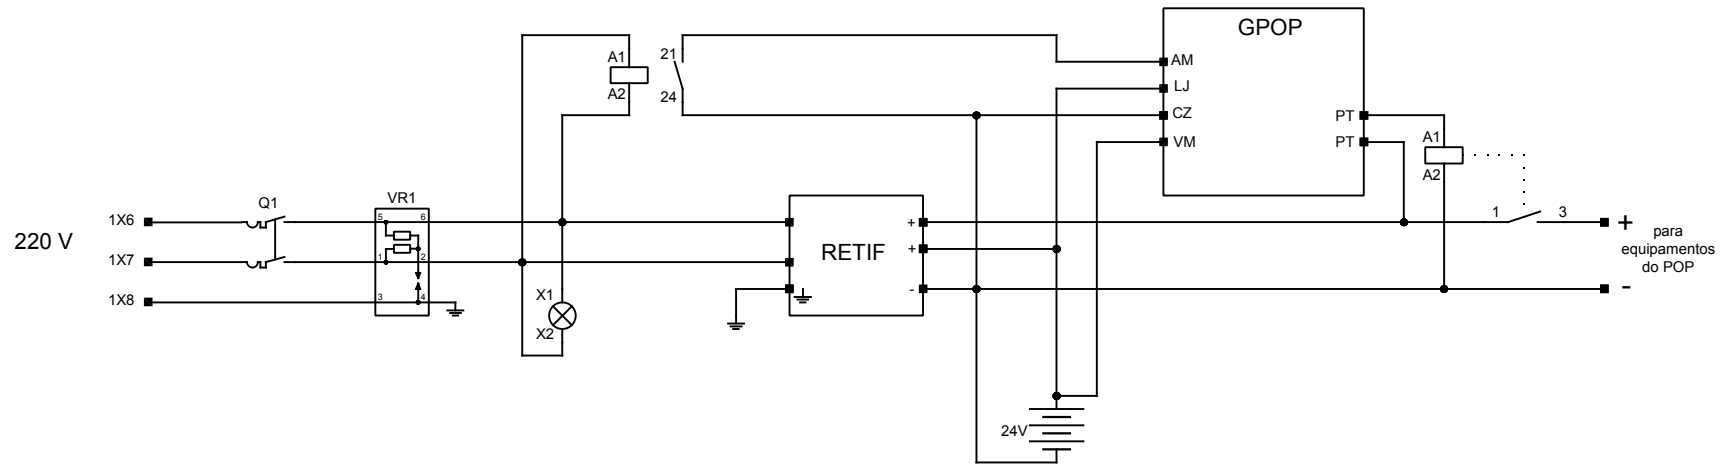 GPOP
A1
21
AM
A2
24
LJ
CZ
PT
VM
PT
A1
A2
Q1
VR1
1X6
5
6
+
1
3
+
220 V
RETIF
+
para
equipamentos
do POP
1X7
1
2
1X8
3
4
-
-
X1
X2
24V